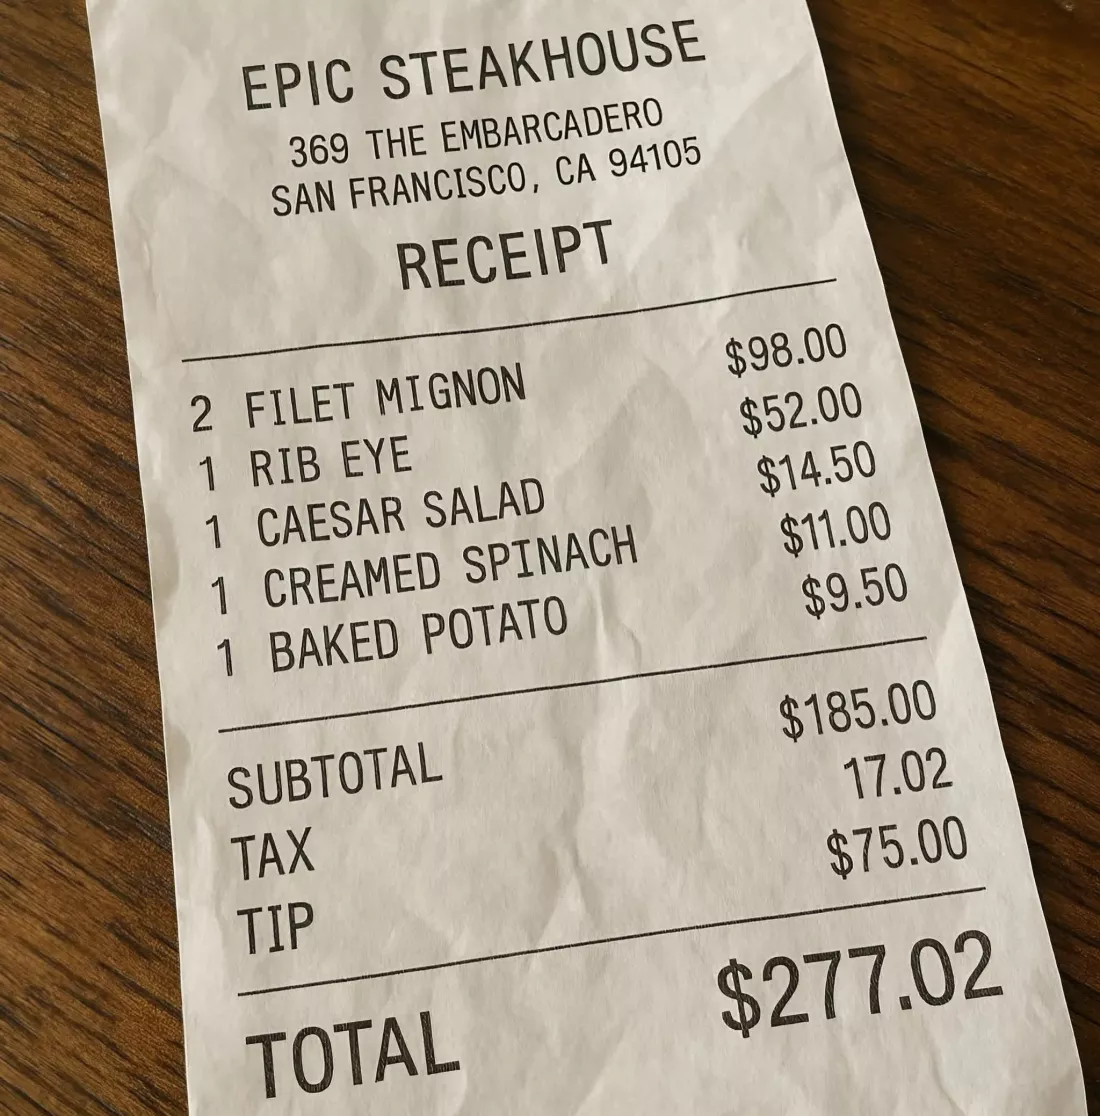 EPIC STEAKHOUSE
369 THE EMBARCADERO
SAN FRANCISCO, CA 94105
RECEIPT
2 FILET MIGNON $98.00
1 RIB EYE $52.00
1 CAESAR SALAD $14.50
1 CREAMED SPINACH $11.00
1 BAKED POTATO $9.50
SUBTOTAL $185.00
TAX 17.02
TIP $75.00
TOTAL $277.02